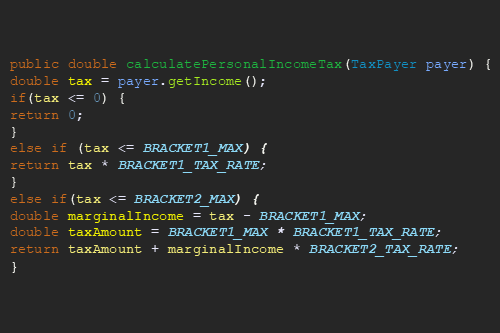 public double calculatePersonalIncomeTax(TaxPayer payer) {
double tax = payer.getIncome();
if(tax <= 0) {
return 0;
}
else if (tax <= BRACKET1_MAX) {
return tax * BRACKET1_TAX_RATE;
}
else if(tax <= BRACKET2_MAX) {
double marginalIncome = tax - BRACKET1_MAX;
double taxAmount = BRACKET1_MAX * BRACKET1_TAX_RATE;
return taxAmount + marginalIncome * BRACKET2_TAX_RATE;
}